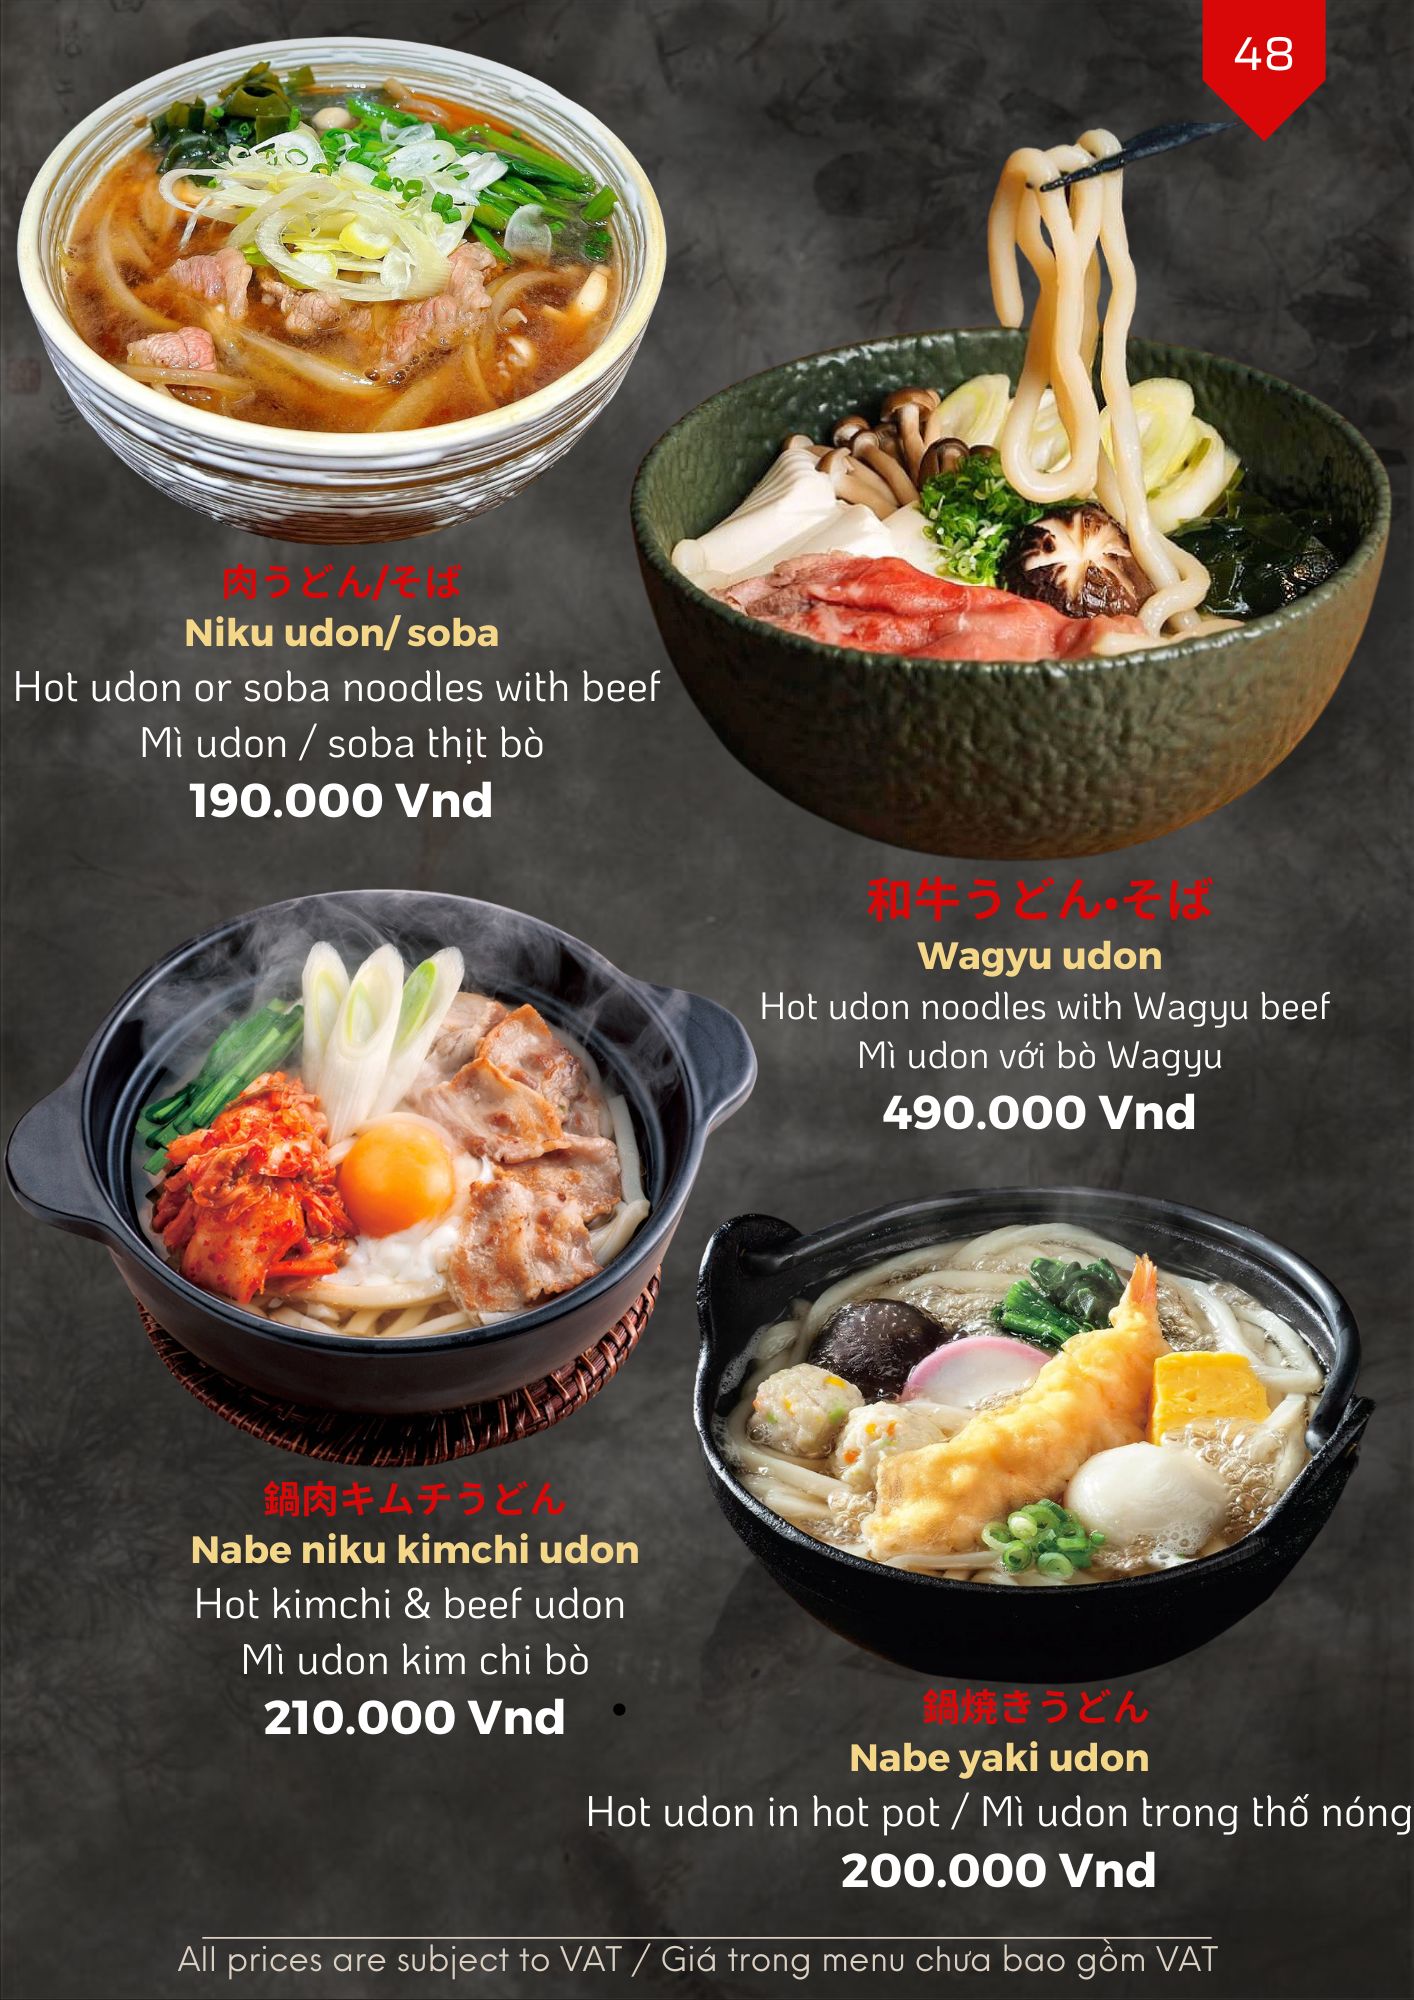 48
肉うどん/そば
Niku udon/ soba
Hot udon or soba noodles with beef
Mì udon / soba thịt bò
190.000 Vnd
和牛うどん•そば
Wagyu udon
Hot udon noodles with Wagyu beef
Mì udon với bò Wagyu
490.000 Vnd
鍋肉キムチうどん
Nabe niku kimchi udon
Hot kimchi & beef udon
Mì udon kim chi bò
210.000 Vnd
鍋焼きうどん
Nabe yaki udon
Hot udon in hot pot / Mì udon trong thố nóng
200.000 Vnd
All prices are subject to VAT / Giá trong menu chưa bao gồm VAT